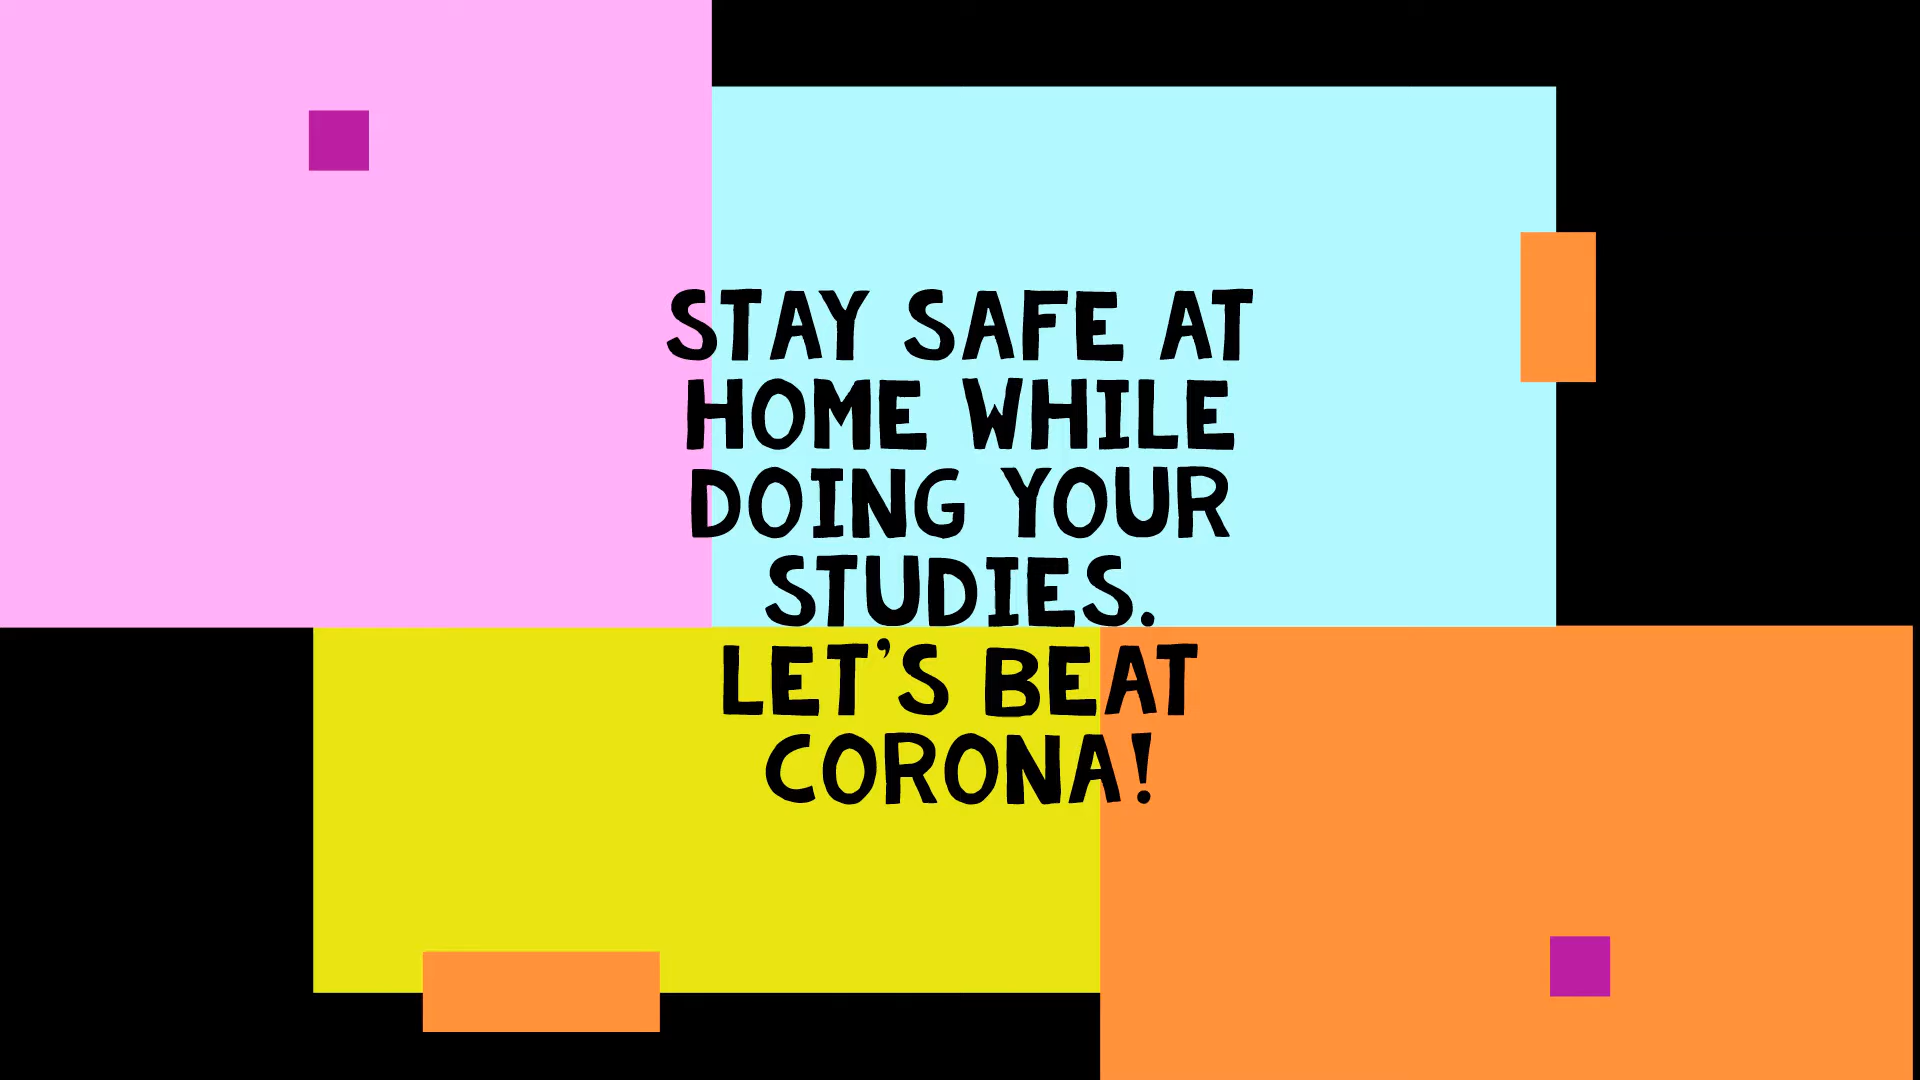 STAY SAFE AT
HOME WHILE
DOING YOUR
STUDIES.
LET'S BEAT
CORONA!